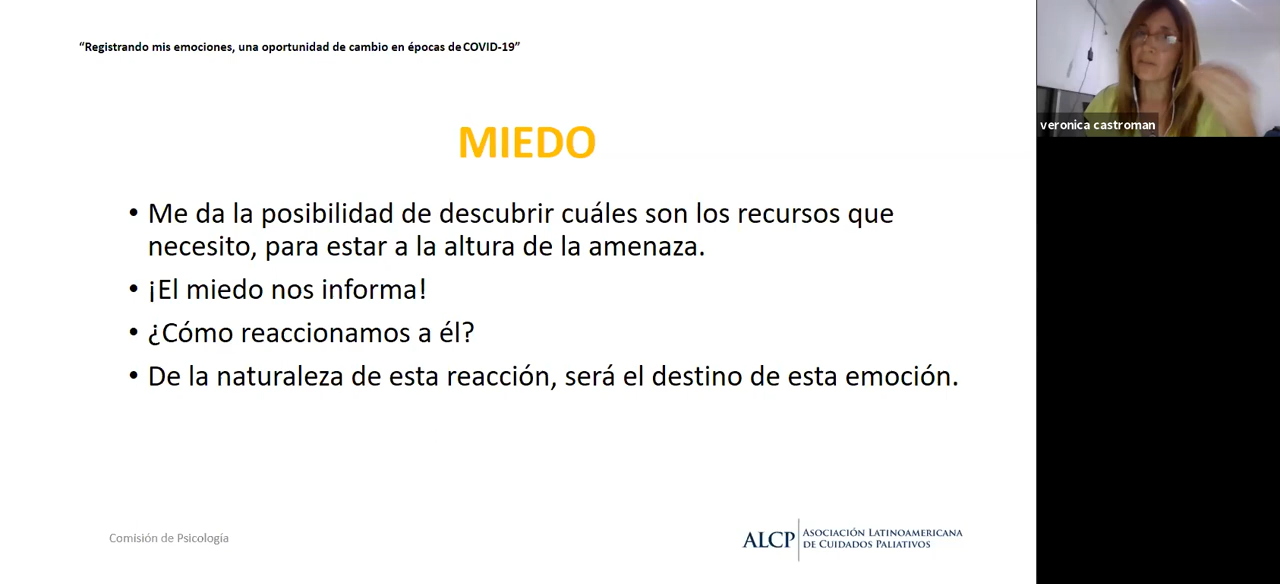 “Registrando mis emociones, una oportunidad de cambio en épocas de COVID-19”
veronica castroman
MIEDO
• Me da la posibilidad de descubrir cuáles son los recursos que
necesito, para estar a la altura de la amenaza.
• ¡El miedo nos informa!
• ¿Cómo reaccionamos a él?
• De la naturaleza de esta reacción, será el destino de esta emoción.
Comisión de Psicología
ALCP
Asociación Latinoamericana
de Cuidados Paliativos